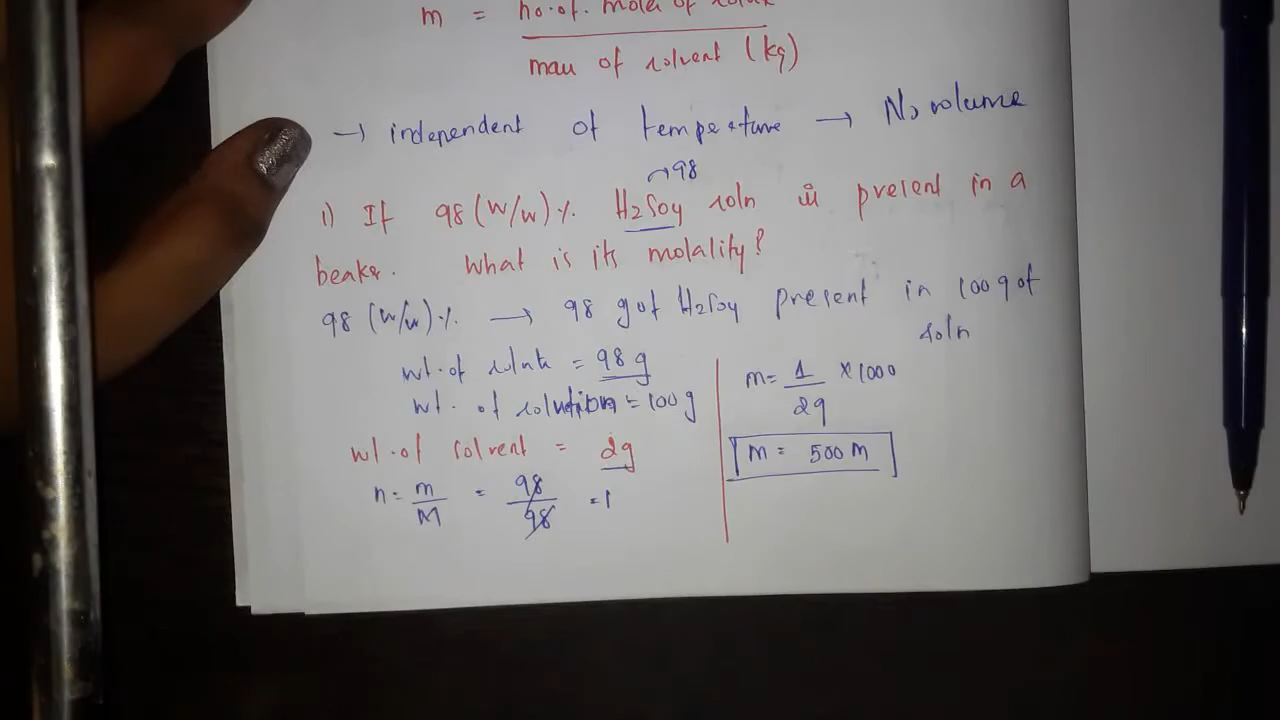 m = no. of. moles of solute
mass of solvent (kg)
→ independent of temperature → No volume
→98
1) If 98 (w/w) % H2SO4 soln is present in a
beaker. What is its molality?
98 (w/w) % → 98 g of H2SO4 present in 100 g of
soln
wt. of solute = 98 g
wt. of solution = 100 g
wt. of solvent = 2g
n = m/M = 98/98 = 1
m = 1/2g × 1000
m = 500 m